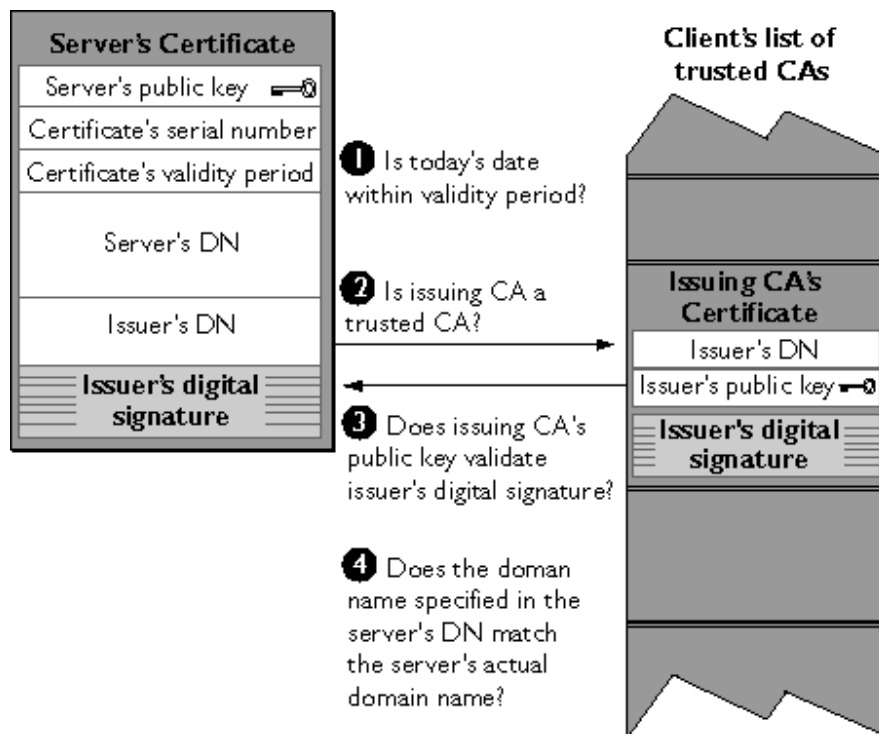 Server's Certificate
Server's public key
Certificate's serial number
Certificate's validity period
Server's DN
Issuer's DN
Issuer's digital
signature
1 Is today's date
within validity period?
2 Is issuing CA a
trusted CA?
3 Does issuing CA's
public key validate
issuer's digital signature?
4 Does the doman
name specified in the
server's DN match
the server's actual
domain name?
Client's list of
trusted CAs
Issuing CA's
Certificate
Issuer's DN
Issuer's public key
Issuer's digital
signature